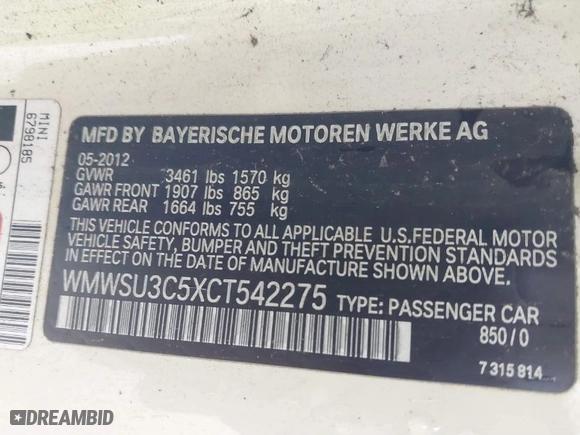 MINI
6798185
MFD BY BAYERISCHE MOTOREN WERKE AG
05-2012
GVWR 3461 lbs 1570 kg
GAWR FRONT 1907 lbs 865 kg
GAWR REAR 1664 lbs 755 kg
THIS VEHICLE CONFORMS TO ALL APPLICABLE U.S.FEDERAL MOTOR
VEHICLE SAFETY, BUMPER AND THEFT PREVENTION STANDARDS
IN EFFECT ON THE DATE OF MANUFACTURE SHOWN ABOVE.
WMWSU3C5XCT542275 TYPE: PASSENGER CAR
850/0
7 315 814
DREAMBID